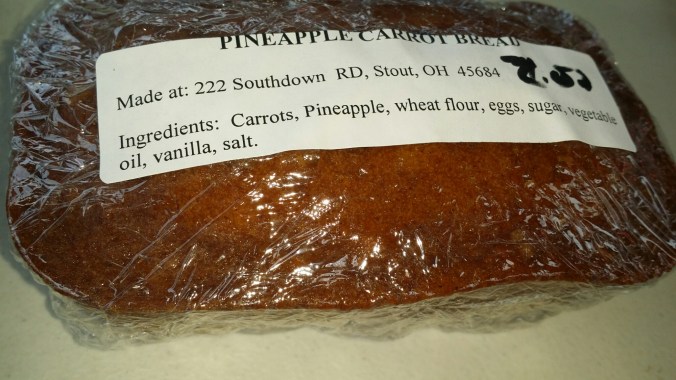 PINEAPPLE CARROT BREAD
Made at: 222 Southdown RD, Stout, OH 45684
Ingredients: Carrots, Pineapple, wheat flour, eggs, sugar, vegetable
oil, vanilla, salt.